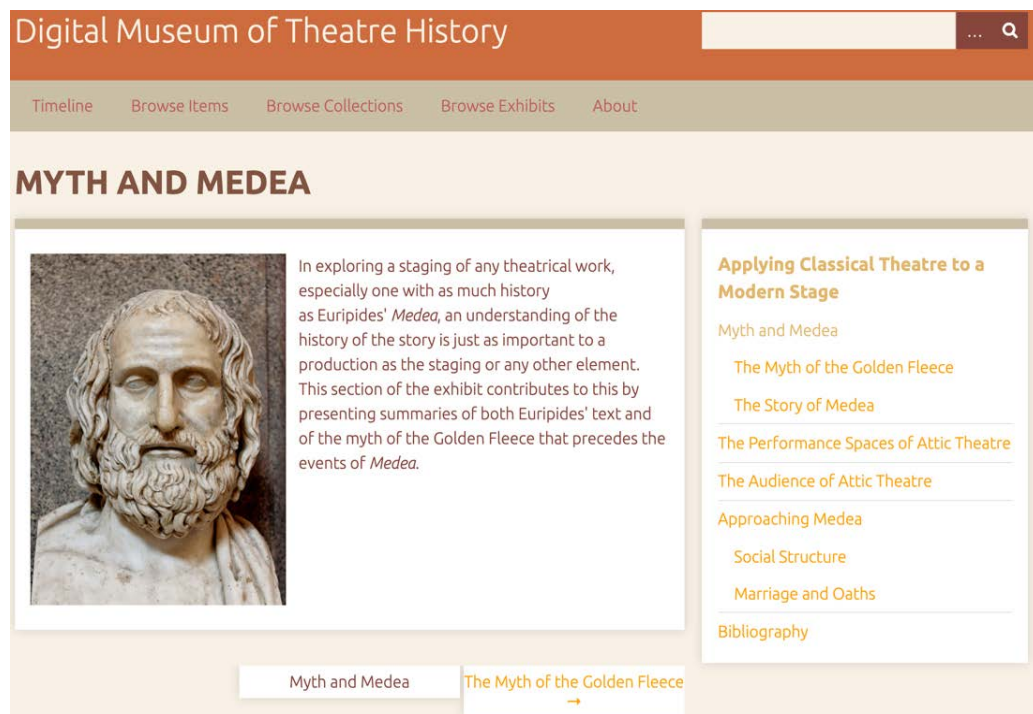 Digital Museum of Theatre History
...
Timeline Browse Items Browse Collections Browse Exhibits About
MYTH AND MEDEA
In exploring a staging of any theatrical work,
especially one with as much history
as Euripides' Medea, an understanding of the
history of the story is just as important to a
production as the staging or any other element.
This section of the exhibit contributes to this by
presenting summaries of both Euripides' text and
of the myth of the Golden Fleece that precedes the
events of Medea.
Applying Classical Theatre to a
Modern Stage
Myth and Medea
The Myth of the Golden Fleece
The Story of Medea
The Performance Spaces of Attic Theatre
The Audience of Attic Theatre
Approaching Medea
Social Structure
Marriage and Oaths
Bibliography
Myth and Medea
The Myth of the Golden Fleece
→